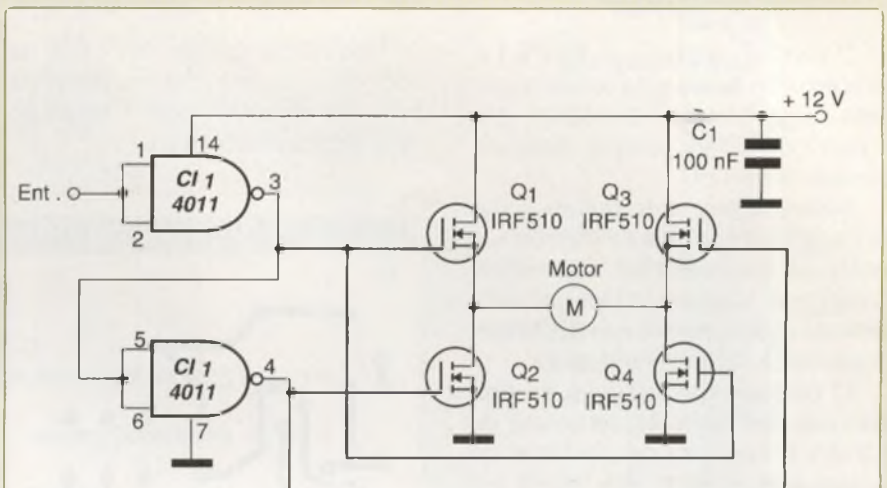 + 12 V
C1
100 nF
1
14
Ent.
CI 1
4011
3
2
Q1
IRF510
Q3
IRF510
Motor
M
5
CI 1
4011
4
6
7
Q2
IRF510
Q4
IRF510